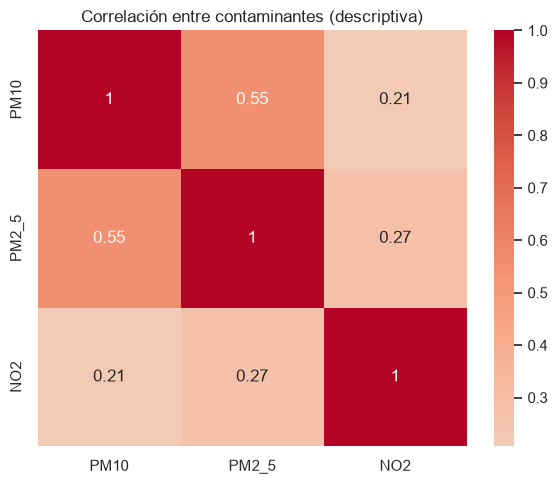 Correlación entre contaminantes (descriptiva)
PM10
1
0.55
0.21
PM2_5
0.55
1
0.27
NO2
0.21
0.27
1
PM10
PM2_5
NO2
1.0
0.9
0.8
0.7
0.6
0.5
0.4
0.3